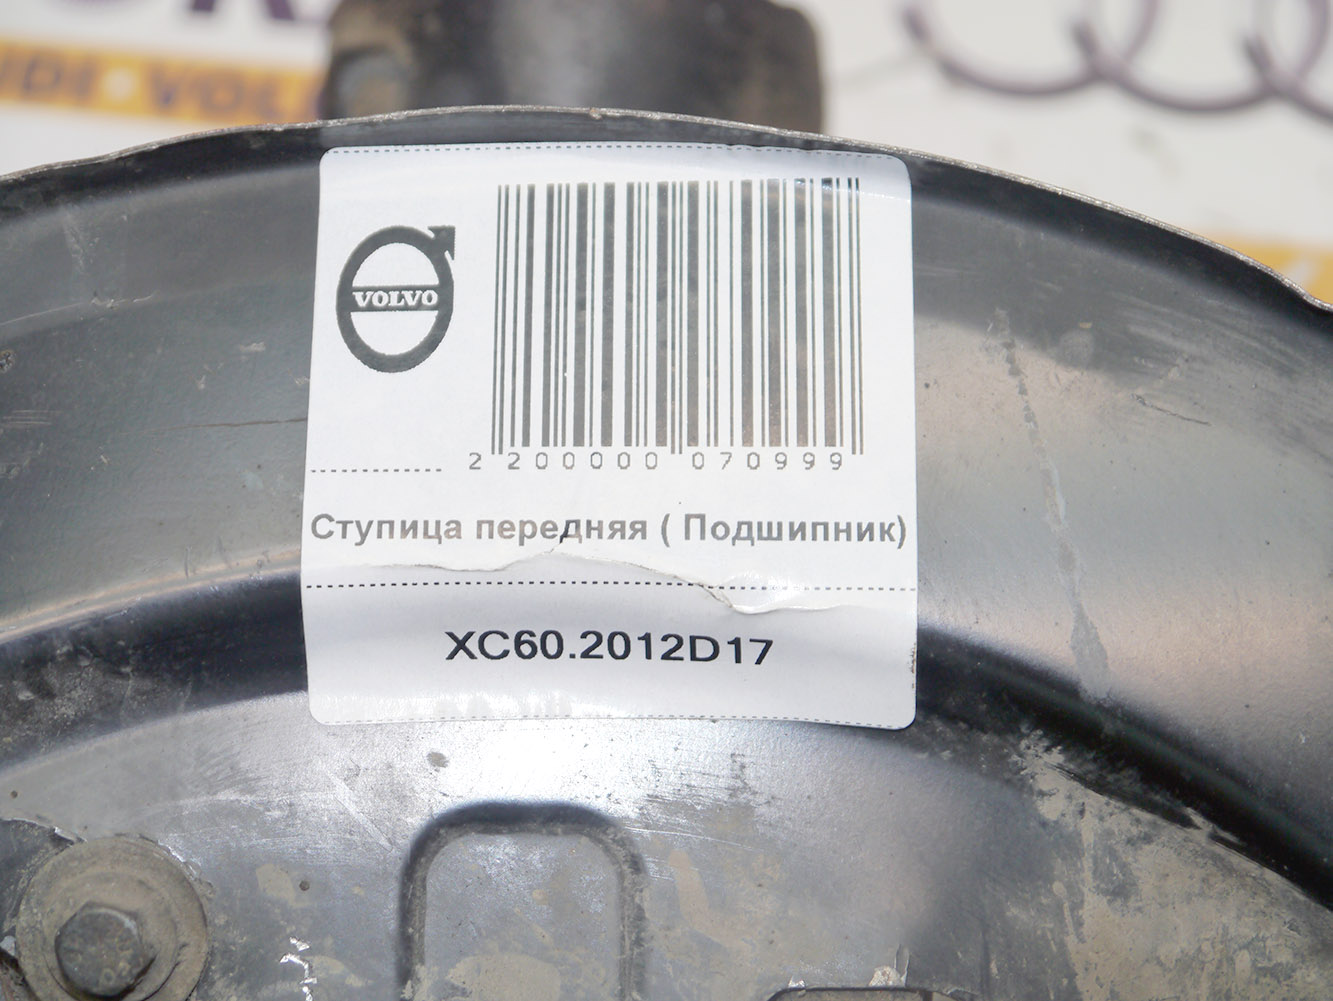 VOLVO
2 200000 070999
Ступица передняя ( Подшипник)
XC60.2012D17